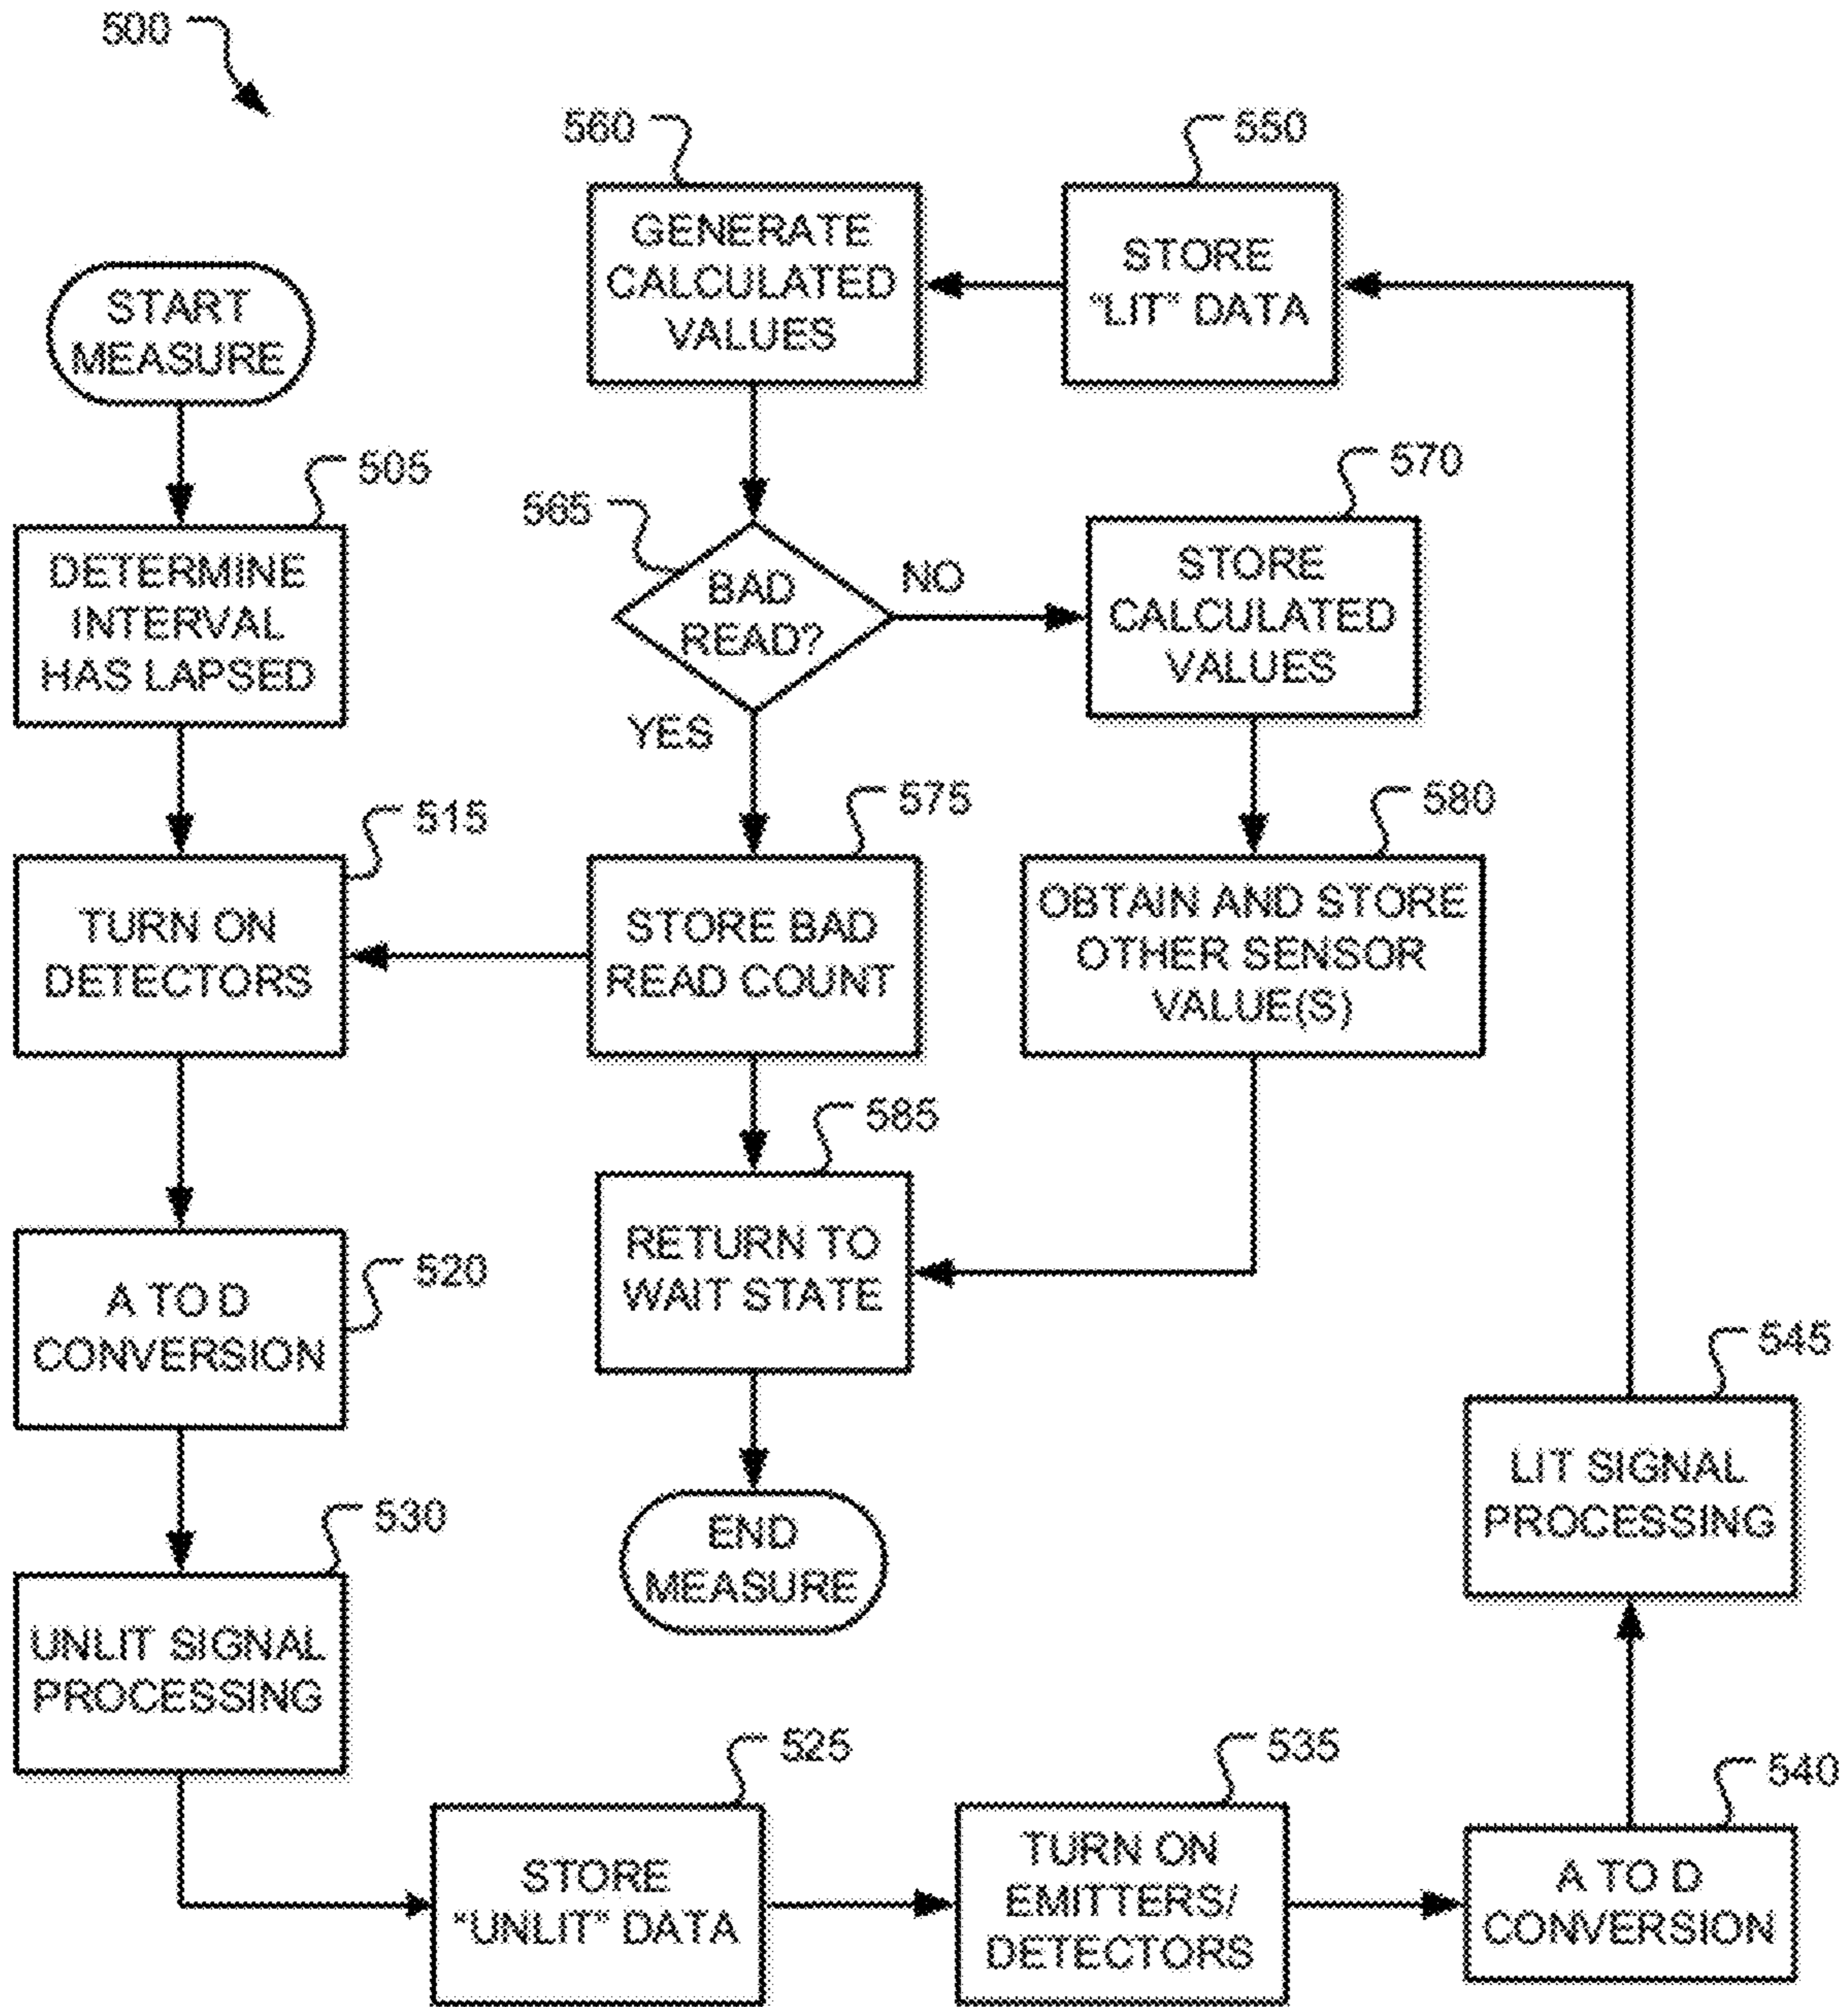 500
START
MEASURE
505
DETERMINE
INTERVAL
HAS LAPSED
515
TURN ON
DETECTORS
520
A TO D
CONVERSION
530
UNLIT SIGNAL
PROCESSING
525
STORE
"UNLIT" DATA
535
TURN ON
EMITTERS/
DETECTORS
540
A TO D
CONVERSION
545
LIT SIGNAL
PROCESSING
550
STORE
"LIT" DATA
560
GENERATE
CALCULATED
VALUES
565
BAD
READ?
NO
YES
570
STORE
CALCULATED
VALUES
575
STORE BAD
READ COUNT
580
OBTAIN AND STORE
OTHER SENSOR
VALUE(S)
585
RETURN TO
WAIT STATE
END
MEASURE